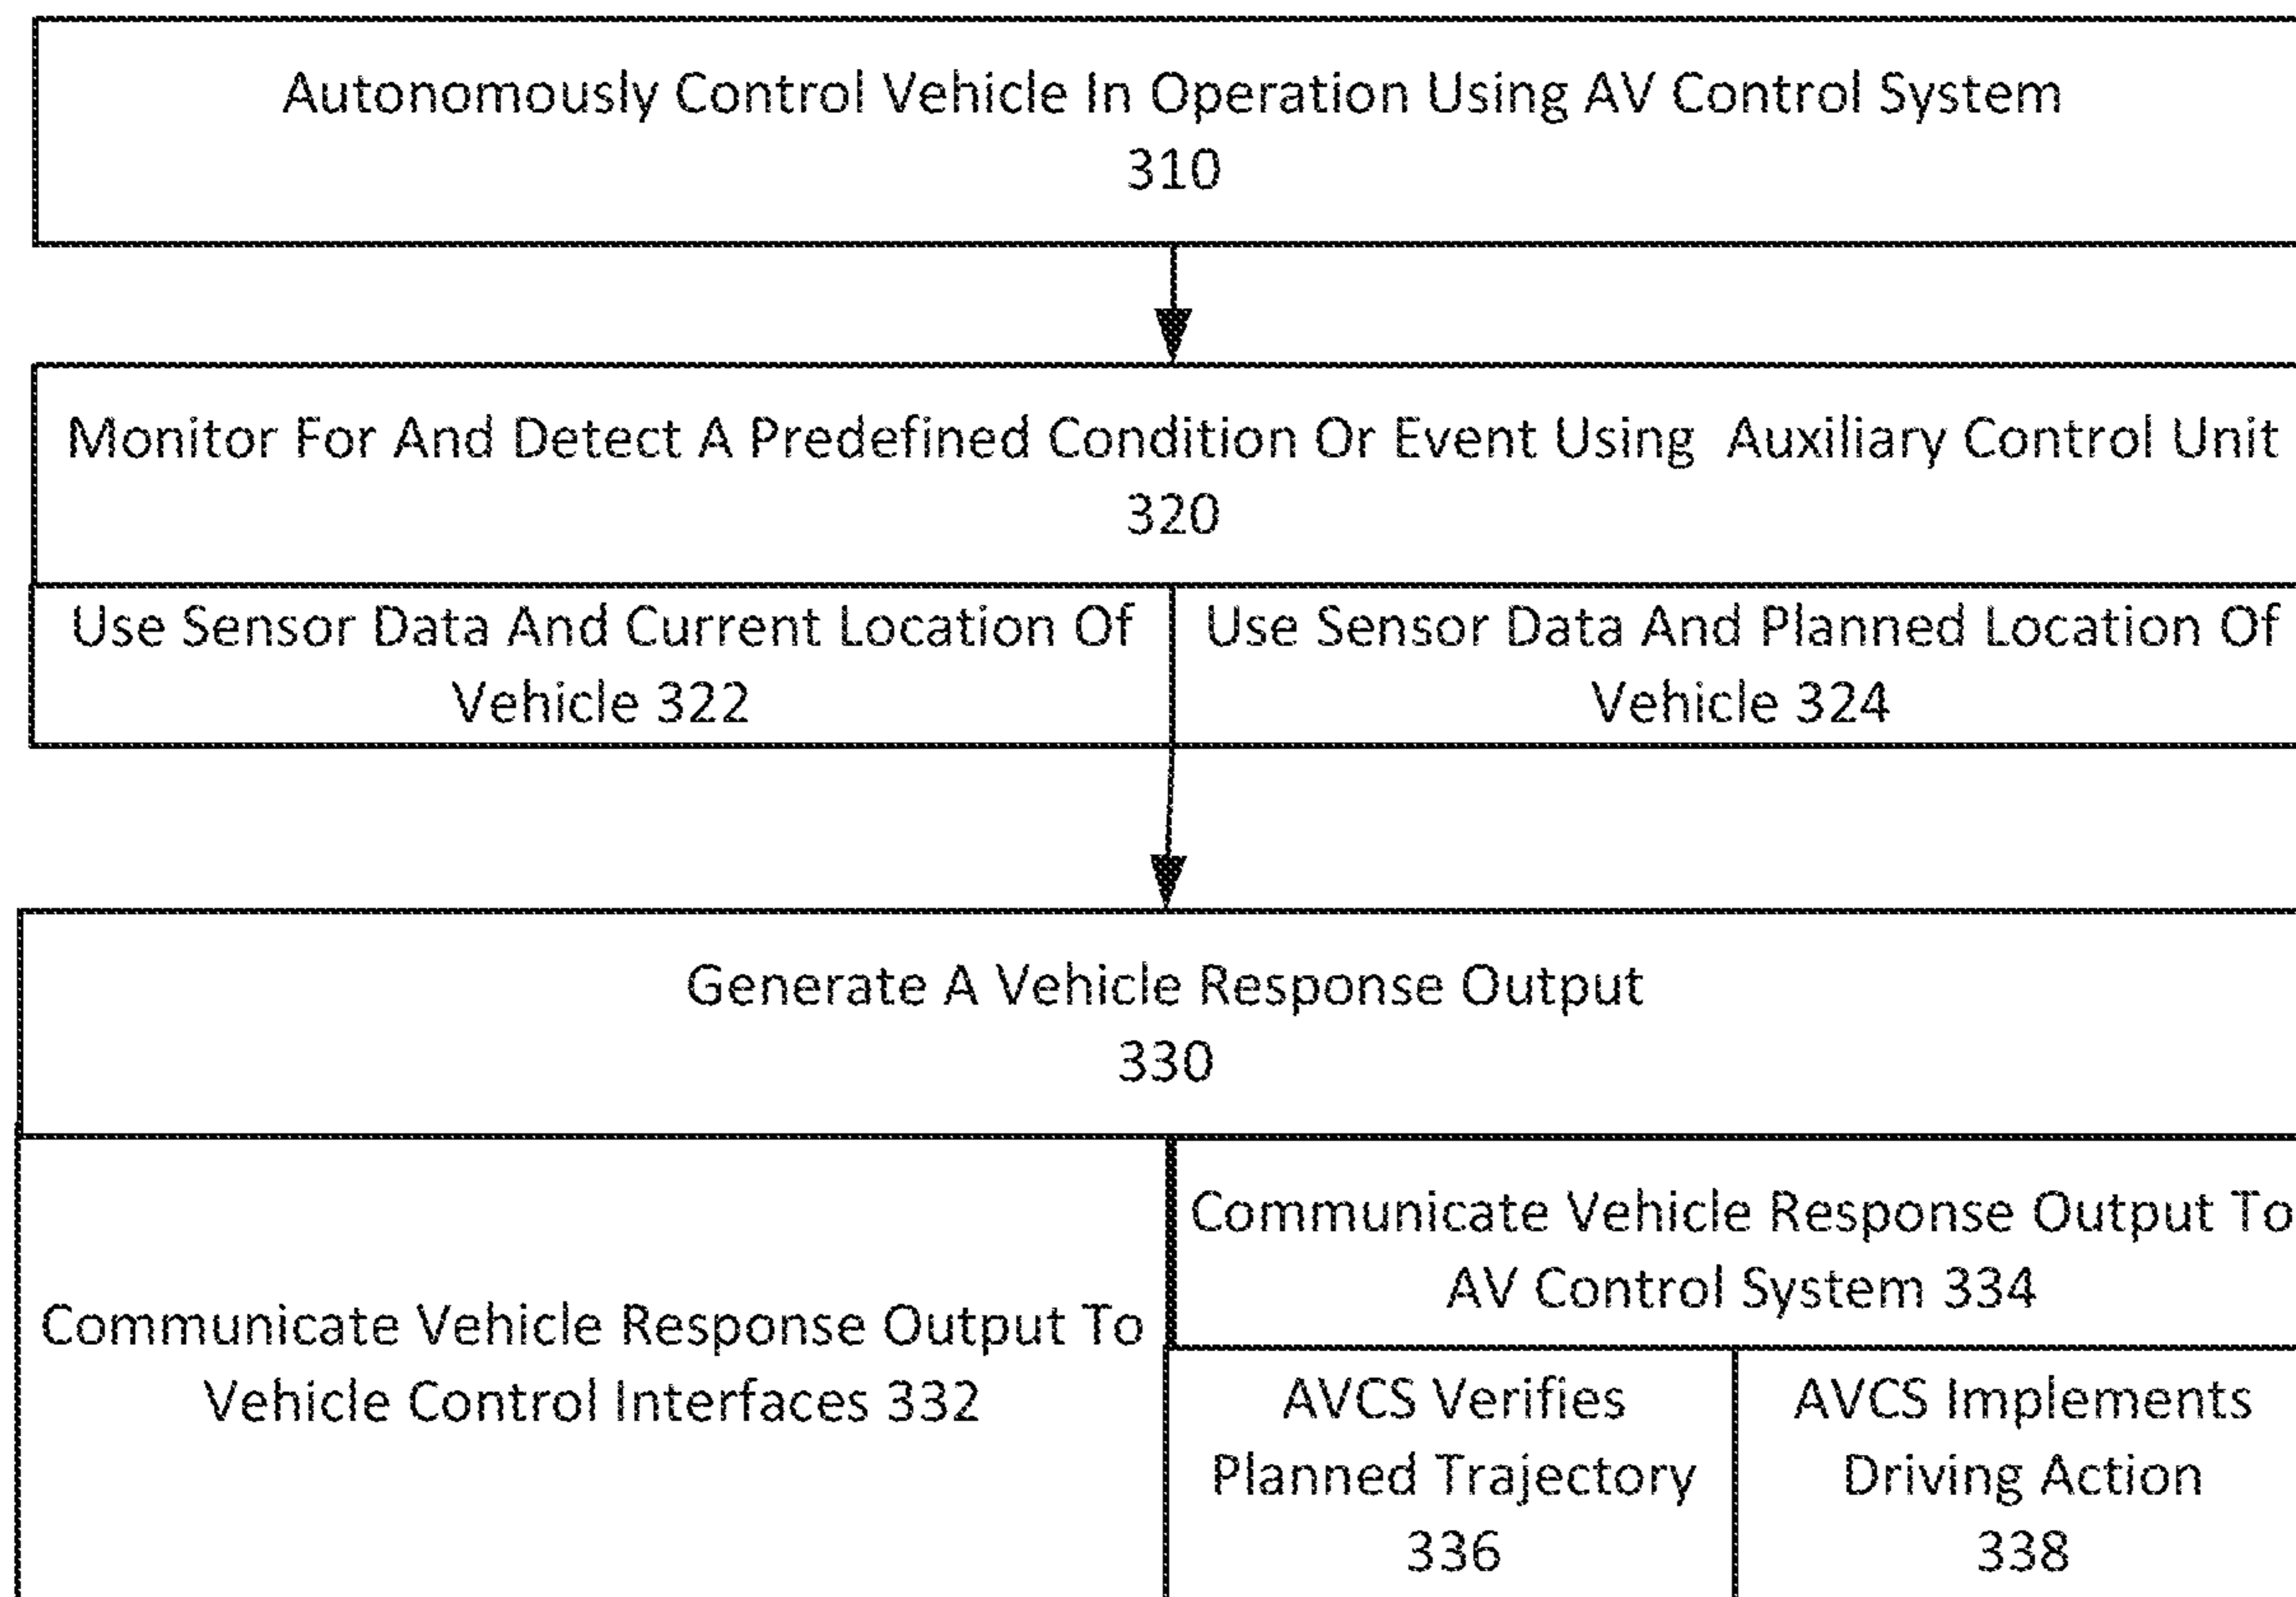 Autonomously Control Vehicle In Operation Using AV Control System
310
Monitor For And Detect A Predefined Condition Or Event Using Auxiliary Control Unit
320
Use Sensor Data And Current Location Of
Vehicle 322
Use Sensor Data And Planned Location Of
Vehicle 324
Generate A Vehicle Response Output
330
Communicate Vehicle Response Output To
Vehicle Control Interfaces 332
Communicate Vehicle Response Output To
AV Control System 334
AVCS Verifies
Planned Trajectory
336
AVCS Implements
Driving Action
338